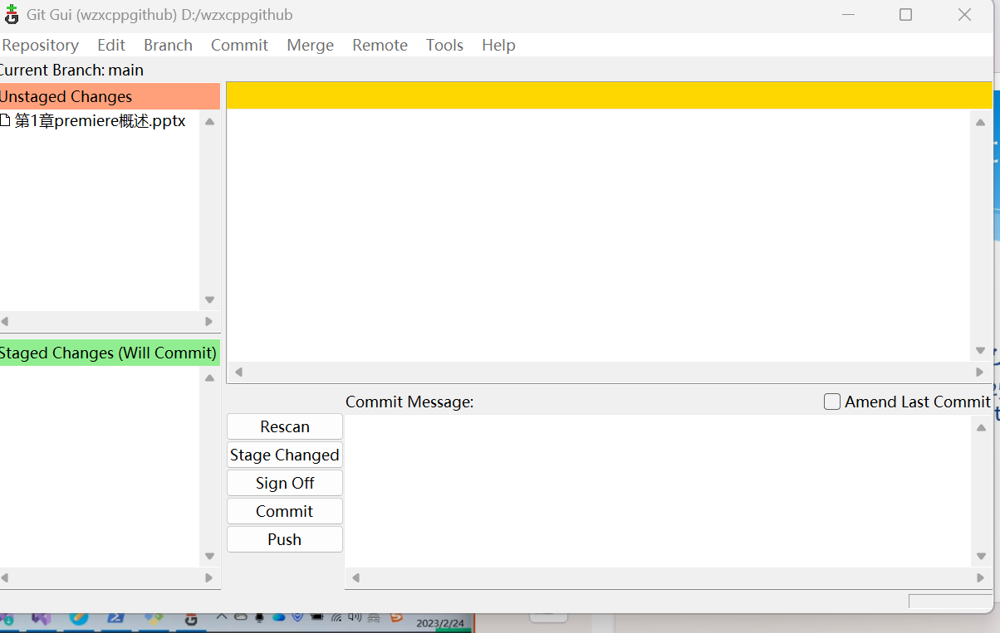 Git Gui (wzxcppgithub) D:/wzxcppgithub
Repository Edit Branch Commit Merge Remote Tools Help
Current Branch: main
Unstaged Changes
第1章premiere概述.pptx
Staged Changes (Will Commit)
Commit Message:
Amend Last Commit
Rescan
Stage Changed
Sign Off
Commit
Push
2023/2/24